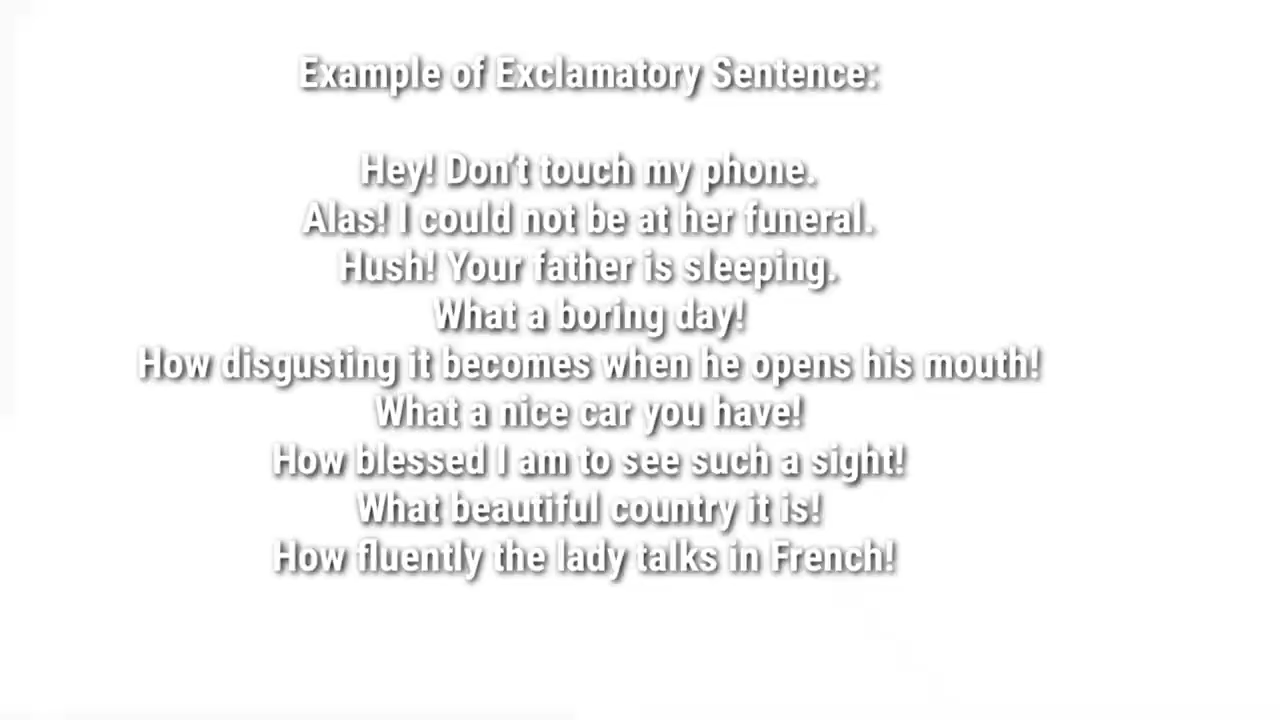 Example of Exclamatory Sentence:
Hey! Don't touch my phone.
Alas! I could not be at her funeral.
Hush! Your father is sleeping.
What a boring day!
How disgusting it becomes when he opens his mouth!
What a nice car you have!
How blessed I am to see such a sight!
What beautiful country it is!
How fluently the lady talks in French!